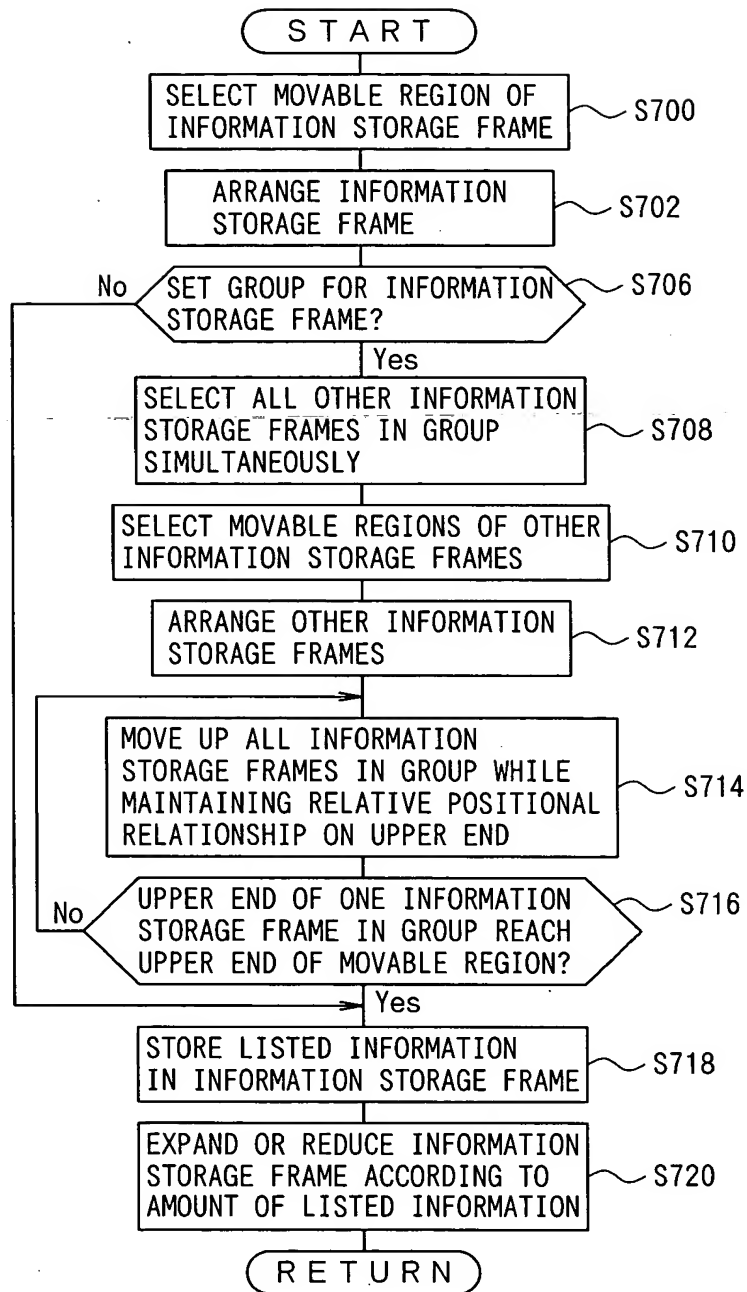 START
SELECT MOVABLE REGION OF
INFORMATION STORAGE FRAME
S700
ARRANGE INFORMATION
STORAGE FRAME
S702
No
SET GROUP FOR INFORMATION
STORAGE FRAME?
S706
Yes
SELECT ALL OTHER INFORMATION
STORAGE FRAMES IN GROUP
SIMULTANEOUSLY
S708
SELECT MOVABLE REGIONS OF OTHER
INFORMATION STORAGE FRAMES
S710
ARRANGE OTHER INFORMATION
STORAGE FRAMES
S712
MOVE UP ALL INFORMATION
STORAGE FRAMES IN GROUP WHILE
MAINTAINING RELATIVE POSITIONAL
RELATIONSHIP ON UPPER END
S714
No
UPPER END OF ONE INFORMATION
STORAGE FRAME IN GROUP REACH
UPPER END OF MOVABLE REGION?
S716
Yes
STORE LISTED INFORMATION
IN INFORMATION STORAGE FRAME
S718
EXPAND OR REDUCE INFORMATION
STORAGE FRAME ACCORDING TO
AMOUNT OF LISTED INFORMATION
S720
RETURN